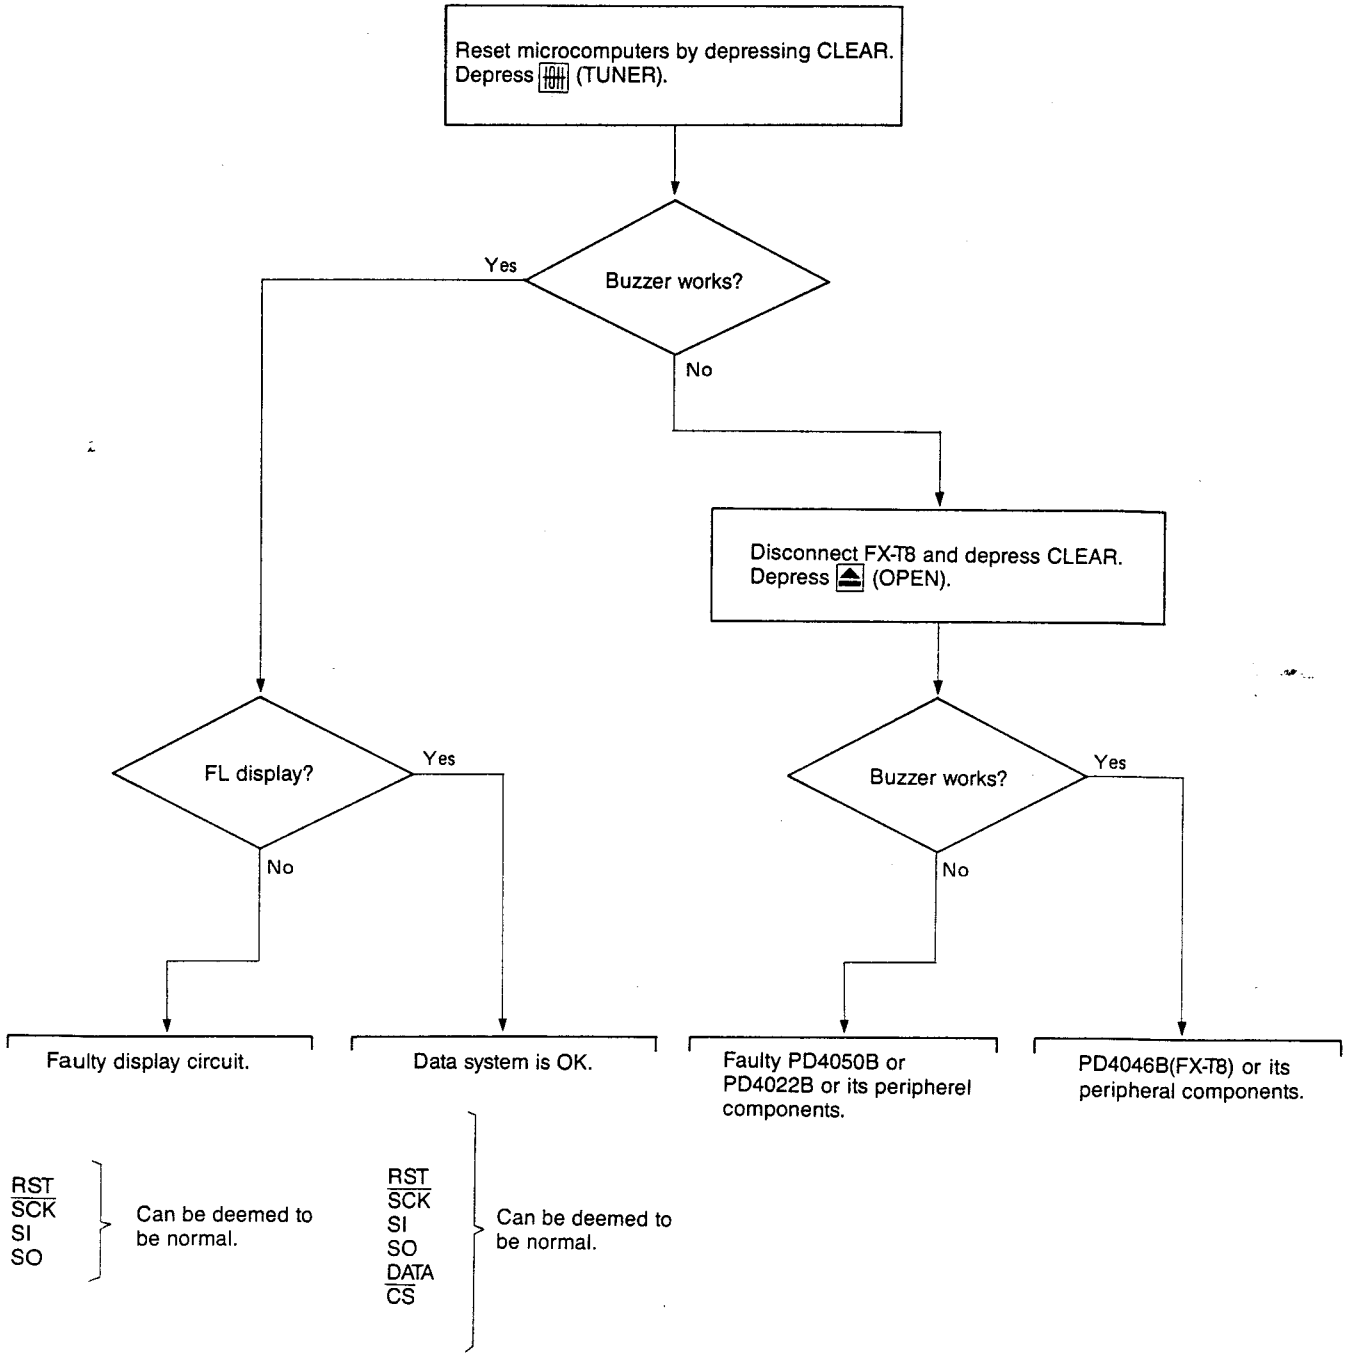 Reset microcomputers by depressing CLEAR.
Depress (TUNER).
Buzzer works?
Yes
No
Disconnect FX-T8 and depress CLEAR.
Depress (OPEN).
FL display?
Yes
No
Buzzer works?
Yes
No
Faulty display circuit.
Data system is OK.
Faulty PD4050B or
PD4022B or its peripherel
components.
PD4046B(FX-T8) or its
peripheral components.
RST
SCK
SI
SO
Can be deemed to
be normal.
RST
SCK
SI
SO
DATA
CS
Can be deemed to
be normal.